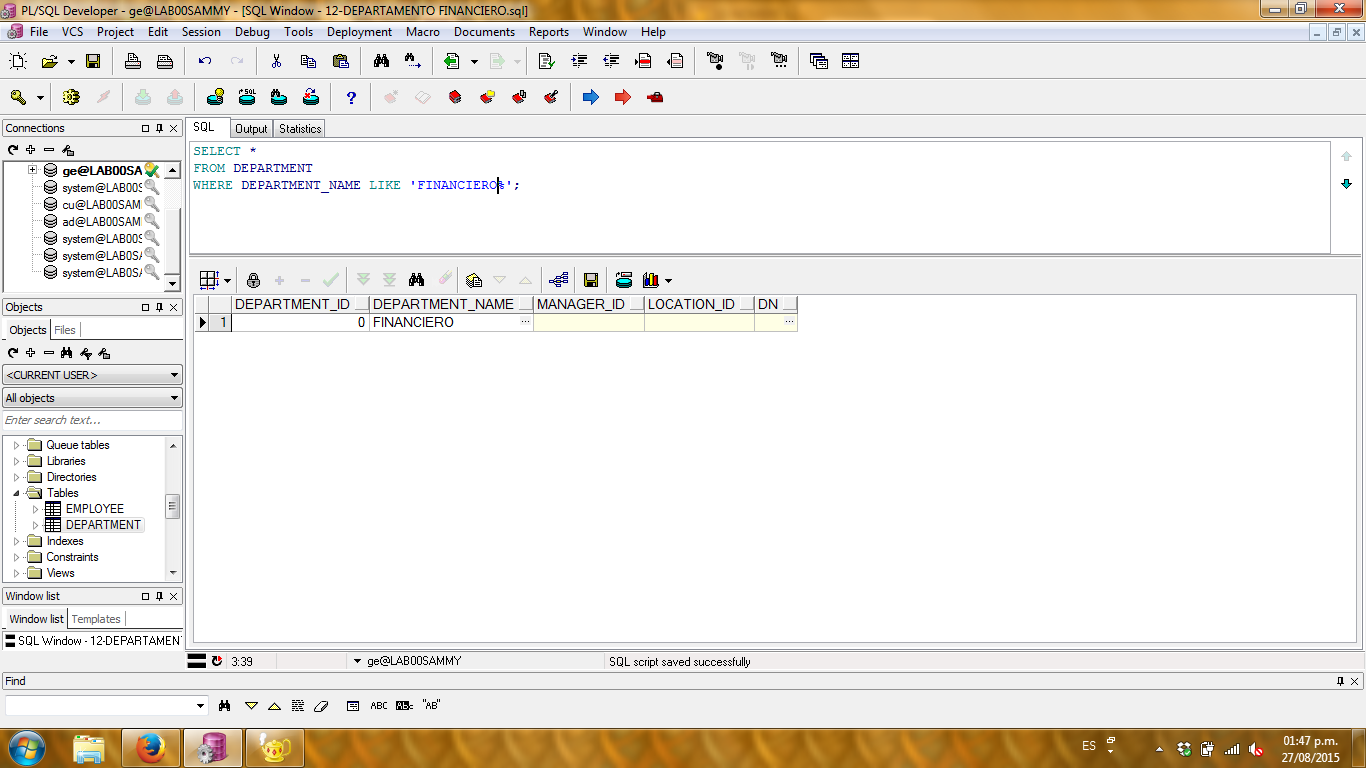 PL/SQL Developer - ge@LAB00SAMMY - [SQL Window - 12-DEPARTAMENTO FINANCIERO.sql]
File VCS Project Edit Session Debug Tools Deployment Macro Documents Reports Window Help
Connections
ge@LAB00SA
system@LAB00S
cu@LAB00SAM
ad@LAB00SAM
system@LAB00S
system@LAB00SA
system@LAB0SA
Objects
Objects Files
<CURRENT USER>
All objects
Enter search text...
Queue tables
Libraries
Directories
Tables
EMPLOYEE
DEPARTMENT
Indexes
Constraints
Views
Window list
Window list Templates
SQL Window - 12-DEPARTAMEN
SQL Output Statistics
SELECT *
FROM DEPARTMENT
WHERE DEPARTMENT_NAME LIKE 'FINANCIERO%';
DEPARTMENT_ID DEPARTMENT_NAME MANAGER_ID LOCATION_ID DN
1 0 FINANCIERO ... ...
3:39 ge@LAB00SAMMY SQL script saved successfully
Find
ABC "AB"
ES
01:47 p.m.
27/08/2015